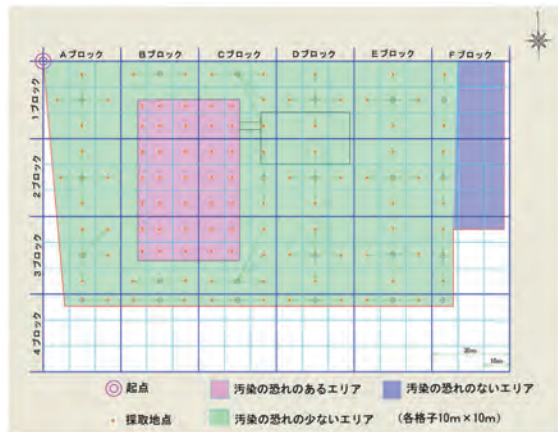 Aブロック Bブロック Cブロック Dブロック Eブロック Fブロック
1ブロック
2ブロック
3ブロック
4ブロック
30m
10m
起点 汚染の恐れのあるエリア 汚染の恐れのないエリア
採取地点 汚染の恐れの少ないエリア (各格子10m×10m)